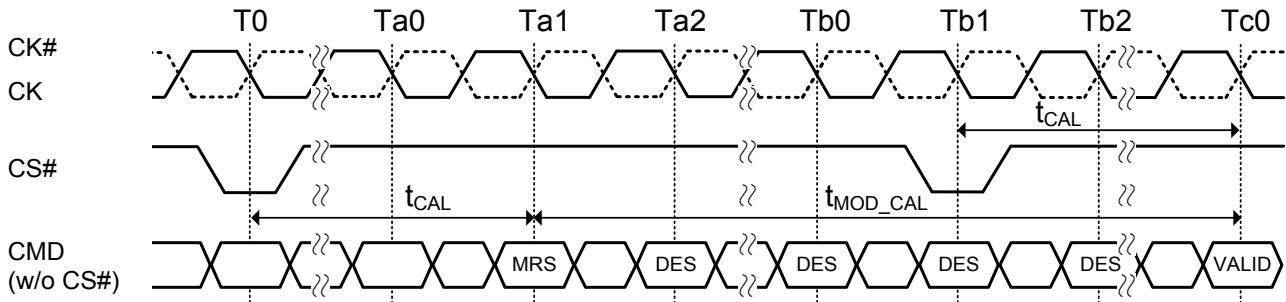 T0 Ta0 Ta1 Ta2 Tb0 Tb1 Tb2 Tc0
CK#
CK
tCAL
CS#
tCAL tMOD_CAL
CMD
(w/o CS#)
MRS DES DES DES DES VALID